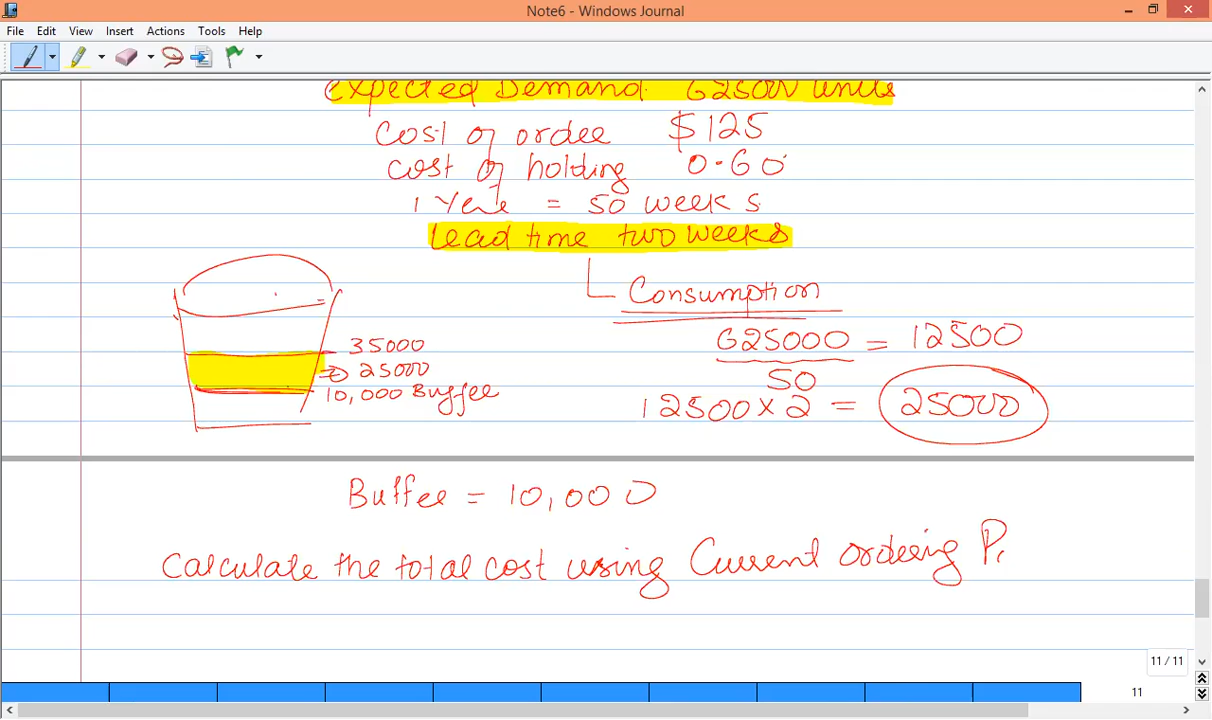 Note6 - Windows Journal
File Edit View Insert Actions Tools Help
Expected Demand 625000 units
Cost of order $125
Cost of holding 0.60
1 Year = 50 weeks
Lead time two weeks
Consumption
625000 = 12500
50
12500 x 2 = 25000
35000
25000
10,000 Buffer
Buffer = 10,000
Calculate the total cost using Current ordering P
11 / 11
11